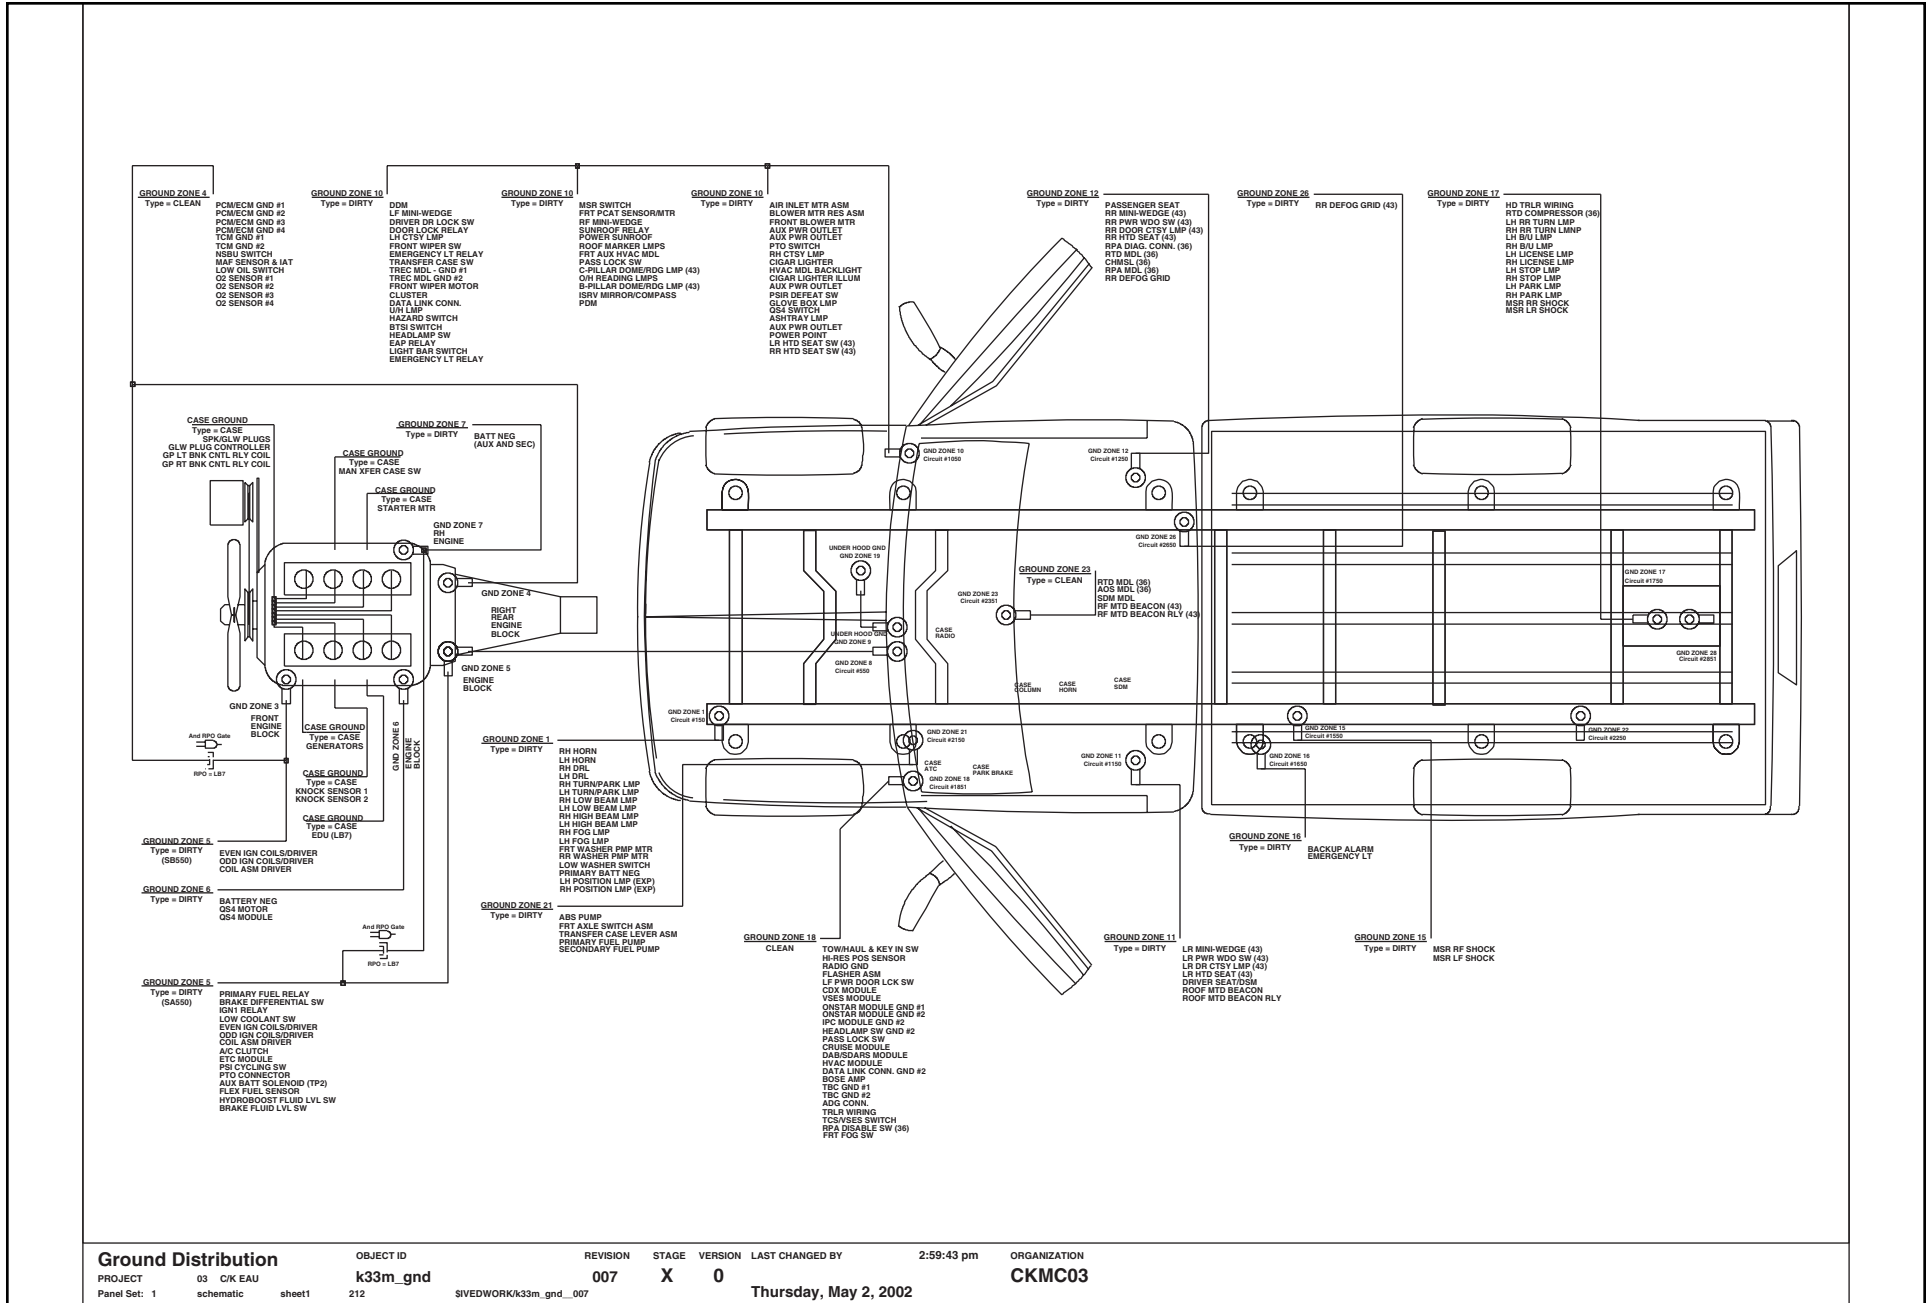 GROUND ZONE 4
Type = CLEAN
PCM/ECM GND #1
PCM/ECM GND #2
PCM/ECM GND #3
PCM/ECM GND #4
TCM GND #1
TCM GND #2
NSBU SWITCH
MAF SENSOR & IAT
LOW OIL SWITCH
O2 SENSOR #1
O2 SENSOR #2
O2 SENSOR #3
O2 SENSOR #4
GROUND ZONE 10
Type = DIRTY
DDM
LF MINI-WEDGE
DRIVER DR LOCK SW
DOOR LOCK RELAY
LH CTSY LMP
FRONT WIPER SW
EMERGENCY LT RELAY
TRANSFER CASE SW
TREC MDL - GND #1
TREC MDL GND #2
FRONT WIPER MOTOR
CLUSTER
DATA LINK CONN.
U/H LMP
HAZARD SWITCH
BTSI SWITCH
HEADLAMP SW
EAP RELAY
LIGHT BAR SWITCH
EMERGENCY LT RELAY
GROUND ZONE 10
Type = DIRTY
MSR SWITCH
FRT PCAT SENSOR/MTR
RF MINI-WEDGE
SUNROOF RELAY
POWER SUNROOF
ROOF MARKER LMPS
FRT AUX HVAC MDL
PASS LOCK SW
C-PILLAR DOME/RDG LMP (43)
O/H READING LMPS
B-PILLAR DOME/RDG LMP (43)
ISRV MIRROR/COMPASS
PDM
GROUND ZONE 10
Type = DIRTY
AIR INLET MTR ASM
BLOWER MTR RES ASM
FRONT BLOWER MTR
AUX PWR OUTLET
AUX PWR OUTLET
PTO SWITCH
RH CTSY LMP
CIGAR LIGHTER
HVAC MDL BACKLIGHT
CIGAR LIGHTER ILLUM
AUX PWR OUTLET
PSIR DEFEAT SW
GLOVE BOX LMP
QS4 SWITCH
ASHTRAY LMP
AUX PWR OUTLET
POWER POINT
LR HTD SEAT SW (43)
RR HTD SEAT SW (43)
GROUND ZONE 12
Type = DIRTY
PASSENGER SEAT
RR MINI-WEDGE (43)
RR PWR WDO SW (43)
RR DOOR CTSY LMP (43)
RR HTD SEAT (43)
RPA DIAG. CONN. (36)
RTD MDL (36)
CHMSL (36)
RPA MDL (36)
RR DEFOG GRID
GROUND ZONE 26
Type = DIRTY
RR DEFOG GRID (43)
GROUND ZONE 17
Type = DIRTY
HD TRLR WIRING
RTD COMPRESSOR (36)
LH RR TURN LMP
RH RR TURN LMNP
LH B/U LMP
RH B/U LMP
LH LICENSE LMP
RH LICENSE LMP
LH STOP LMP
RH STOP LMP
LH PARK LMP
RH PARK LMP
MSR RR SHOCK
MSR LR SHOCK
CASE GROUND
Type = CASE
SPK/GLW PLUGS
GLW PLUG CONTROLLER
GP LT BNK CNTL RLY COIL
GP RT BNK CNTL RLY COIL
CASE GROUND
Type = CASE
MAN XFER CASE SW
CASE GROUND
Type = CASE
STARTER MTR
GROUND ZONE 7
Type = DIRTY
BATT NEG
(AUX AND SEC)
GND ZONE 7
RH
ENGINE
GND ZONE 4
RIGHT
REAR
ENGINE
BLOCK
GND ZONE 5
ENGINE
BLOCK
GND ZONE 3
FRONT
ENGINE
BLOCK
GND ZONE 6
ENGINE
BLOCK
CASE GROUND
Type = CASE
GENERATORS
CASE GROUND
Type = CASE
KNOCK SENSOR 1
KNOCK SENSOR 2
CASE GROUND
Type = CASE
EDU (LB7)
And RPO Gate
RPO = LB7
GROUND ZONE 5
Type = DIRTY
(SB550)
EVEN IGN COILS/DRIVER
ODD IGN COILS/DRIVER
COIL ASM DRIVER
GROUND ZONE 6
Type = DIRTY
BATTERY NEG
QS4 MOTOR
QS4 MODULE
And RPO Gate
RPO = LB7
GROUND ZONE 5
Type = DIRTY
(SA550)
PRIMARY FUEL RELAY
BRAKE DIFFERENTIAL SW
IGN1 RELAY
LOW COOLANT SW
EVEN IGN COILS/DRIVER
ODD IGN COILS/DRIVER
COIL ASM DRIVER
A/C CLUTCH
ETC MODULE
PSI CYCLING SW
PTO CONNECTOR
AUX BATT SOLENOID (TP2)
FLEX FUEL SENSOR
HYDROBOOST FLUID LVL SW
BRAKE FLUID LVL SW
GND ZONE 10
Circuit #1050
GND ZONE 12
Circuit #1250
GND ZONE 26
Circuit #2650
UNDER HOOD GND
GND ZONE 19
GROUND ZONE 23
Type = CLEAN
RTD MDL (36)
AOS MDL (36)
SDM MDL
RF MTD BEACON (43)
RF MTD BEACON RLY (43)
GND ZONE 23
Circuit #2351
UNDER HOOD GND
GND ZONE 9
CASE
RADIO
GND ZONE 8
Circuit #550
CASE
COLUMN
CASE
HORN
CASE
SDM
GND ZONE 17
Circuit #1750
GND ZONE 28
Circuit #2851
GND ZONE 1
Circuit #150
GND ZONE 21
Circuit #2150
GND ZONE 15
Circuit #1550
GND ZONE 22
Circuit #2250
GND ZONE 11
Circuit #1150
GND ZONE 16
Circuit #1650
CASE
ATC
CASE
PARK BRAKE
GND ZONE 18
Circuit #1851
GROUND ZONE 1
Type = DIRTY
RH HORN
LH HORN
RH DRL
LH DRL
RH TURN/PARK LMP
LH TURN/PARK LMP
RH LOW BEAM LMP
LH LOW BEAM LMP
RH HIGH BEAM LMP
LH HIGH BEAM LMP
RH FOG LMP
LH FOG LMP
FRT WASHER PMP MTR
RR WASHER PMP MTR
LOW WASHER SWITCH
PRIMARY BATT NEG
LH POSITION LMP (EXP)
RH POSITION LMP (EXP)
GROUND ZONE 21
Type = DIRTY
ABS PUMP
FRT AXLE SWITCH ASM
TRANSFER CASE LEVER ASM
PRIMARY FUEL PUMP
SECONDARY FUEL PUMP
GROUND ZONE 18
CLEAN
TOW/HAUL & KEY IN SW
HI-RES POS SENSOR
RADIO GND
FLASHER ASM
LF PWR DOOR LCK SW
CDX MODULE
VSES MODULE
ONSTAR MODULE GND #1
ONSTAR MODULE GND #2
IPC MODULE GND #2
HEADLAMP SW GND #2
PASS LOCK SW
CRUISE MODULE
DAB/SDARS MODULE
HVAC MODULE
DATA LINK CONN. GND #2
BOSE AMP
TBC GND #1
TBC GND #2
ADG CONN.
TRLR WIRING
TCS/VSES SWITCH
RPA DISABLE SW (36)
FRT FOG SW
GROUND ZONE 11
Type = DIRTY
LR MINI-WEDGE (43)
LR PWR WDO SW (43)
LR DR CTSY LMP (43)
LR HTD SEAT (43)
DRIVER SEAT/DSM
ROOF MTD BEACON
ROOF MTD BEACON RLY
GROUND ZONE 16
Type = DIRTY
BACKUP ALARM
EMERGENCY LT
GROUND ZONE 15
Type = DIRTY
MSR RF SHOCK
MSR LF SHOCK
Ground Distribution OBJECT ID REVISION STAGE VERSION LAST CHANGED BY 2:59:43 pm ORGANIZATION
PROJECT 03 C/K EAU k33m_gnd 007 X 0 CKMC03
Panel Set: 1 schematic sheet1 212 $IVEDWORK/k33m_gnd__007 Thursday, May 2, 2002